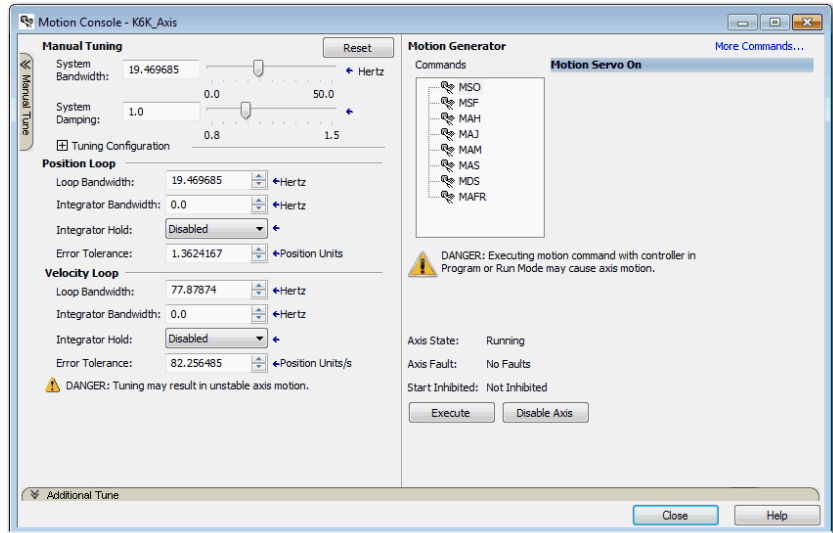 Motion Console - K6K_Axis
Manual Tune
Manual Tuning
Reset
System Bandwidth:
19.469685
Hertz
0.0 50.0
System Damping:
1.0
0.8 1.5
Tuning Configuration
Position Loop
Loop Bandwidth: 19.469685 Hertz
Integrator Bandwidth: 0.0 Hertz
Integrator Hold: Disabled
Error Tolerance: 1.3624167 Position Units
Velocity Loop
Loop Bandwidth: 77.87874 Hertz
Integrator Bandwidth: 0.0 Hertz
Integrator Hold: Disabled
Error Tolerance: 82.256485 Position Units/s
DANGER: Tuning may result in unstable axis motion.
Motion Generator
More Commands...
Commands
MSO
MSF
MAH
MAJ
MAM
MAS
MDS
MAFR
Motion Servo On
DANGER: Executing motion command with controller in
Program or Run Mode may cause axis motion.
Axis State: Running
Axis Fault: No Faults
Start Inhibited: Not Inhibited
Execute Disable Axis
Additional Tune
Close Help